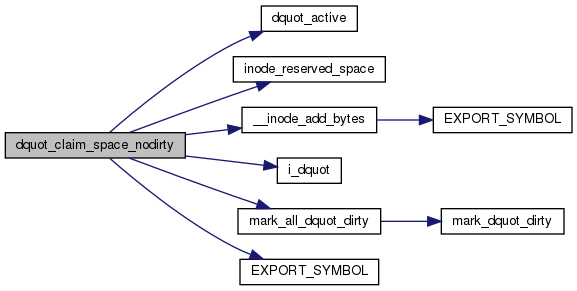 dquot_active
inode_reserved_space
__inode_add_bytes
EXPORT_SYMBOL
dquot_claim_space_nodirty
i_dquot
mark_all_dquot_dirty
mark_dquot_dirty
EXPORT_SYMBOL